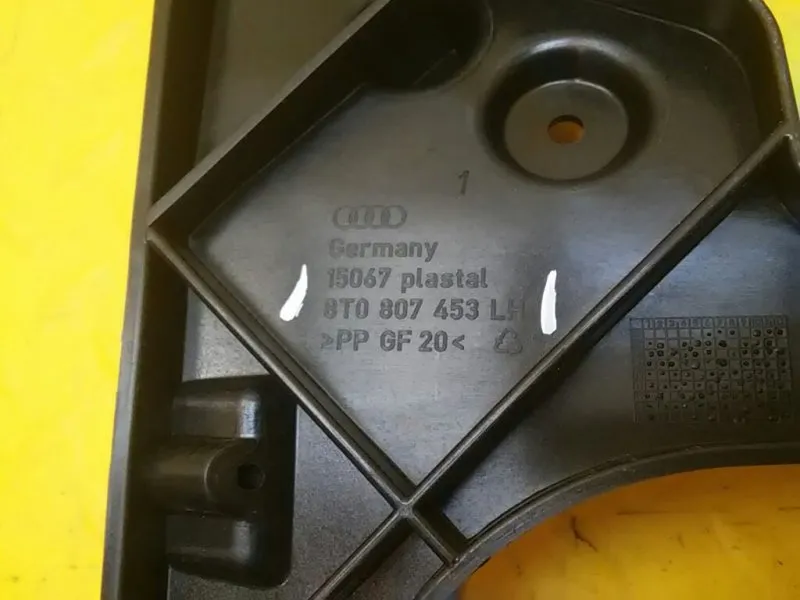 1
Germany
15067 plastal
8T0 807 453 LH
>PP GF 20<